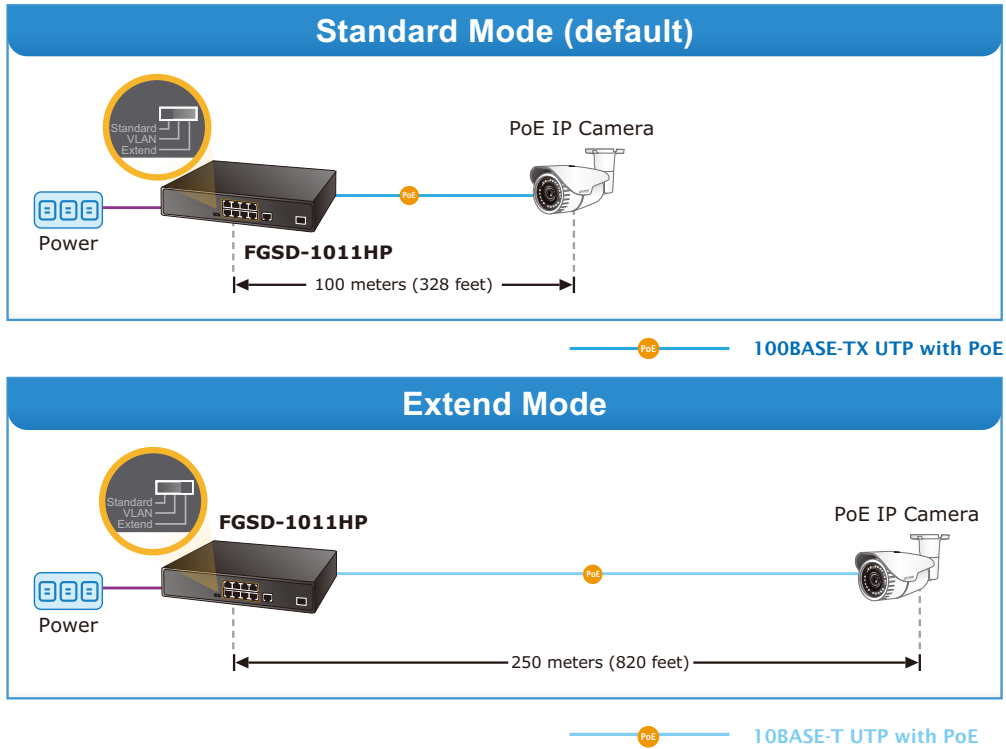 Standard Mode (default)
Standard
VLAN
Extend
PoE IP Camera
PoE
Power
FGSD-1011HP
100 meters (328 feet)
PoE
100BASE-TX UTP with PoE
Extend Mode
Standard
VLAN
Extend
FGSD-1011HP
PoE IP Camera
PoE
Power
250 meters (820 feet)
PoE
10BASE-T UTP with PoE